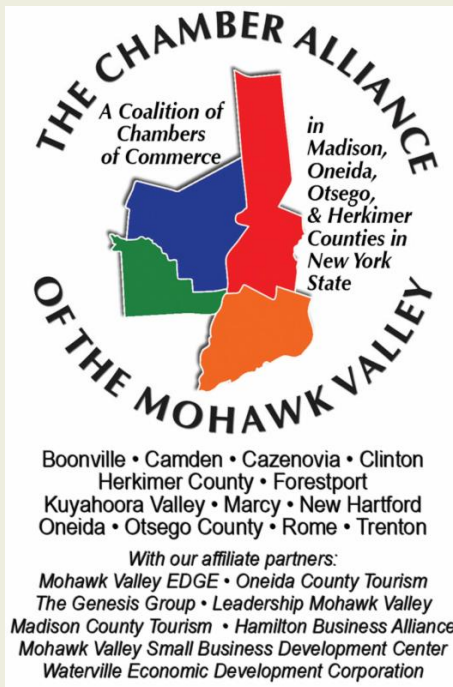 THE CHAMBER ALLIANCE
A Coalition of
Chambers
of Commerce
in
Madison,
Oneida,
Otsego,
& Herkimer
Counties in
New York
State
OF THE MOHAWK VALLEY
Boonville • Camden • Cazenovia • Clinton
Herkimer County • Forestport
Kuyahoora Valley • Marcy • New Hartford
Oneida • Otsego County • Rome • Trenton
With our affiliate partners:
Mohawk Valley EDGE • Oneida County Tourism
The Genesis Group • Leadership Mohawk Valley
Madison County Tourism • Hamilton Business Alliance
Mohawk Valley Small Business Development Center
Waterville Economic Development Corporation